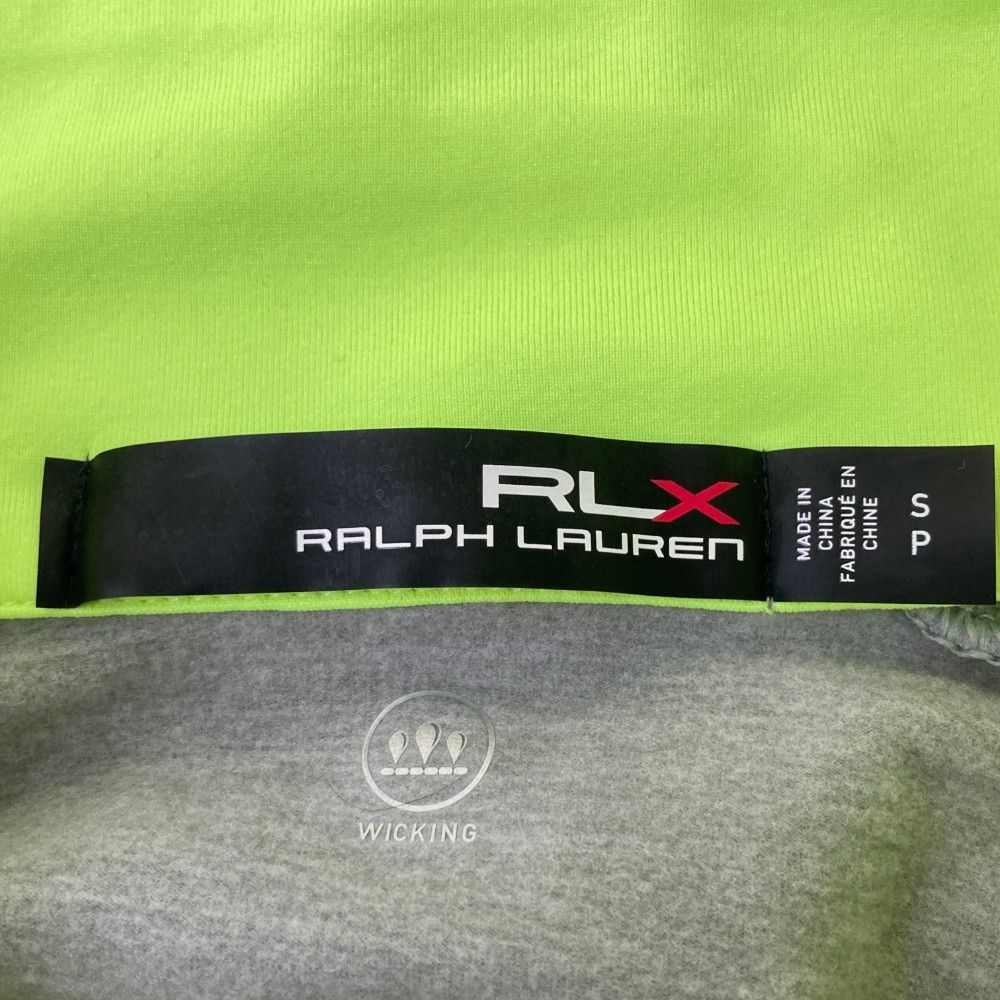 RLX
RALPH LAUREN
MADE IN
CHINA
FABRIQUÉ EN
CHINE
S
P
WICKING